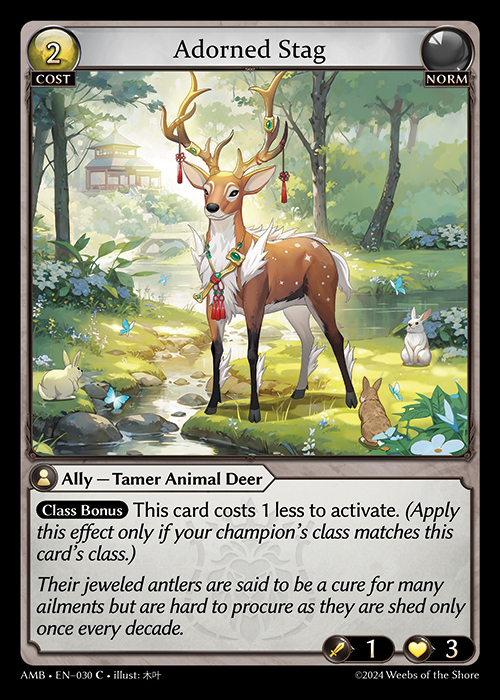 2
COST
Adorned Stag
NORM
Ally — Tamer Animal Deer
Class Bonus This card costs 1 less to activate. (Apply
this effect only if your champion's class matches this
card's class.)
Their jeweled antlers are said to be a cure for many
ailments but are hard to procure as they are shed only
once every decade.
1
3
AMB • EN–030 C • illust: 木叶
©2024 Weebs of the Shore